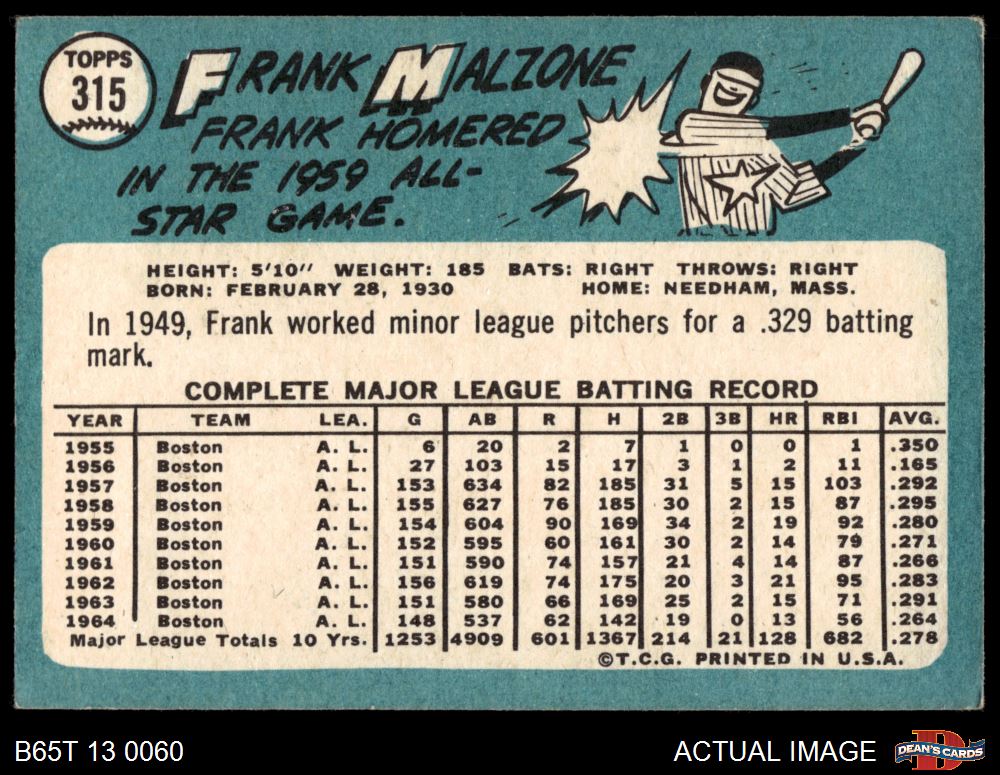 TOPPS
315
FRANK MALZONE
FRANK HOMERED
IN THE 1959 ALL-
STAR GAME.
HEIGHT: 5'10" WEIGHT: 185 BATS: RIGHT THROWS: RIGHT
BORN: FEBRUARY 28, 1930 HOME: NEEDHAM, MASS.
In 1949, Frank worked minor league pitchers for a .329 batting
mark.
COMPLETE MAJOR LEAGUE BATTING RECORD
YEAR TEAM LEA. G AB R H 2B 3B HR RBI AVG.
1955 Boston A. L. 6 20 2 7 1 0 0 1 .350
1956 Boston A. L. 27 103 15 17 3 1 2 11 .165
1957 Boston A. L. 153 634 82 185 31 5 15 103 .292
1958 Boston A. L. 155 627 76 185 30 2 15 87 .295
1959 Boston A. L. 154 604 90 169 34 2 19 92 .280
1960 Boston A. L. 152 595 60 161 30 2 14 79 .271
1961 Boston A. L. 151 590 74 157 21 4 14 87 .266
1962 Boston A. L. 156 619 74 175 20 3 21 95 .283
1963 Boston A. L. 151 580 66 169 25 2 15 71 .291
1964 Boston A. L. 148 537 62 142 19 0 13 56 .264
Major League Totals 10 Yrs. 1253 4909 601 1367 214 21 128 682 .278
©T.C.G. PRINTED IN U.S.A.
B65T 13 0060 ACTUAL IMAGE DEAN'S CARDS